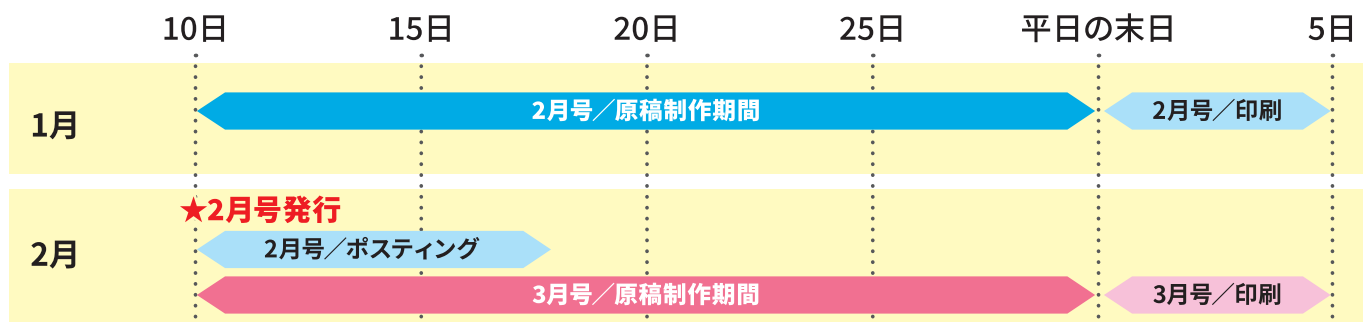 10日 15日 20日 25日 平日の末日 5日
1月
2月号／原稿制作期間 2月号／印刷
★2月号発行
2月
2月号／ポスティング
3月号／原稿制作期間 3月号／印刷